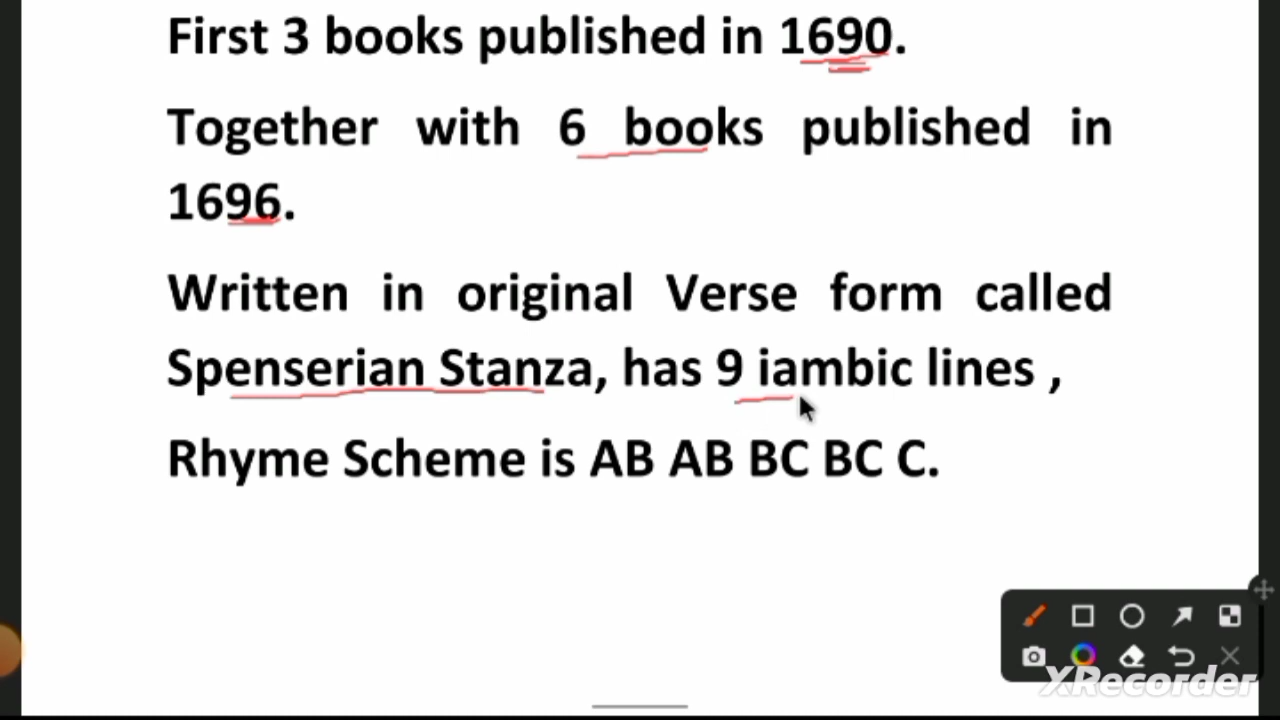 First 3 books published in 1690.
Together with 6 books published in
1696.
Written in original Verse form called
Spenserian Stanza, has 9 iambic lines ,
Rhyme Scheme is AB AB BC BC C.
XRecorder